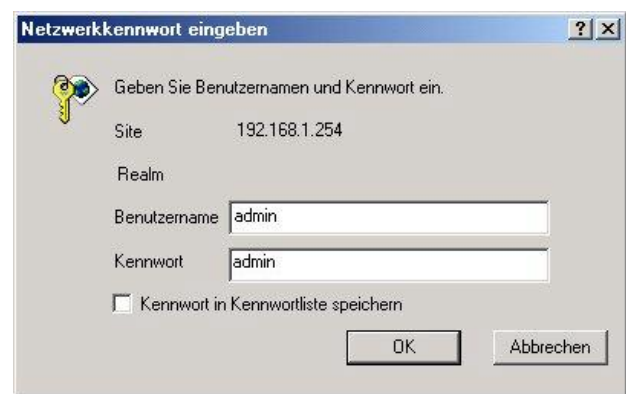 Netzwerkkennwort eingeben
Geben Sie Benutzernamen und Kennwort ein.
Site 192.168.1.254
Realm
Benutzername admin
Kennwort admin
Kennwort in Kennwortliste speichern
OK Abbrechen